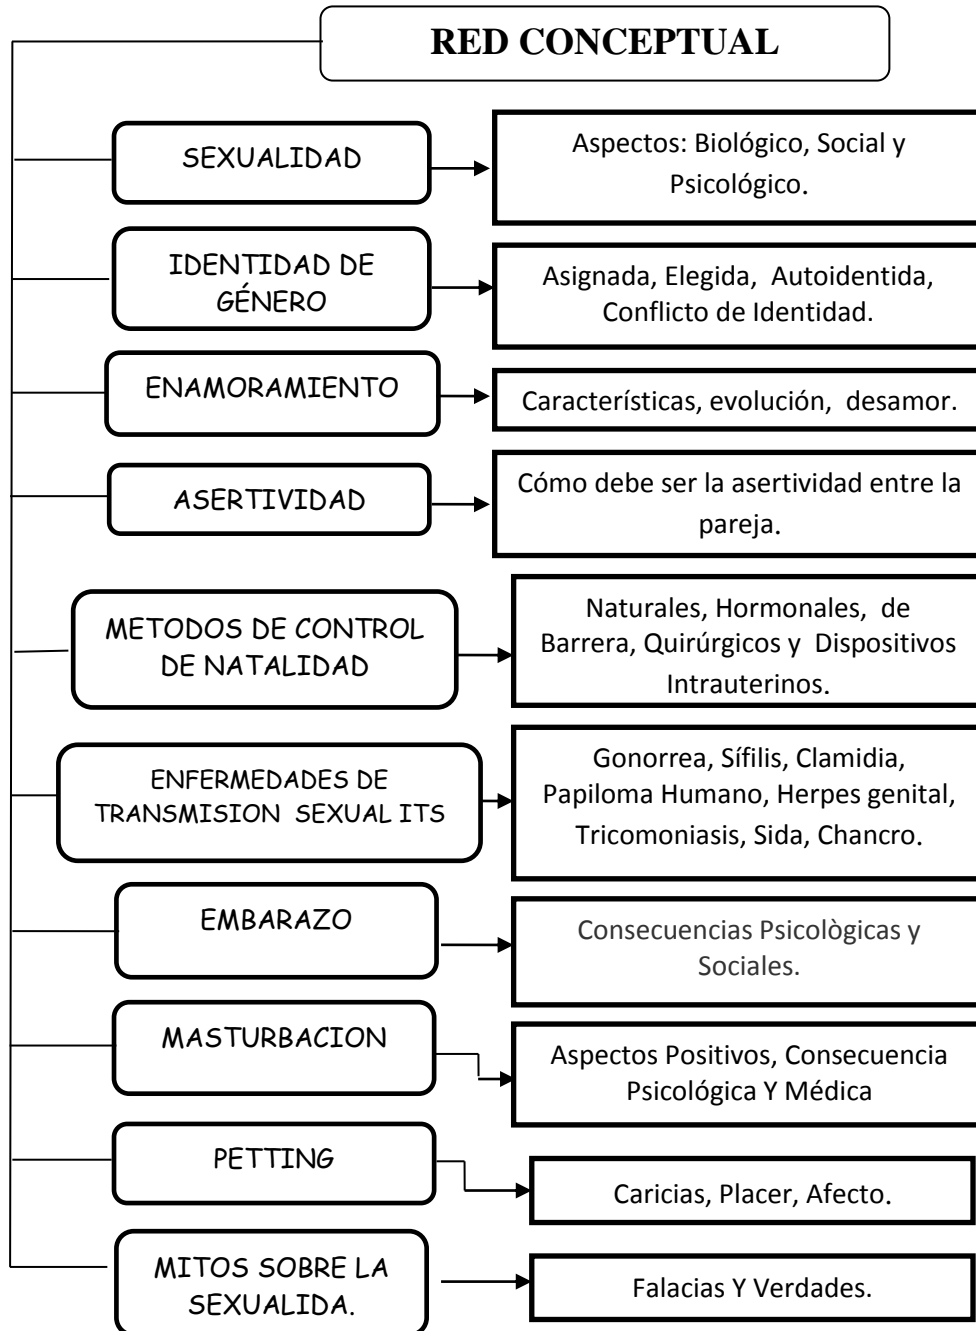 RED CONCEPTUAL
SEXUALIDAD
Aspectos: Biológico, Social y
Psicológico.
IDENTIDAD DE
GÉNERO
Asignada, Elegida, Autoidentida,
Conflicto de Identidad.
ENAMORAMIENTO
Características, evolución, desamor.
ASERTIVIDAD
Cómo debe ser la asertividad entre la
pareja.
METODOS DE CONTROL
DE NATALIDAD
Naturales, Hormonales, de
Barrera, Quirúrgicos y Dispositivos
Intrauterinos.
ENFERMEDADES DE
TRANSMISION SEXUAL ITS
Gonorrea, Sífilis, Clamidia,
Papiloma Humano, Herpes genital,
Tricomoniasis, Sida, Chancro.
EMBARAZO
Consecuencias Psicològicas y
Sociales.
MASTURBACION
Aspectos Positivos, Consecuencia
Psicológica Y Médica
PETTING
Caricias, Placer, Afecto.
MITOS SOBRE LA
SEXUALIDA.
Falacias Y Verdades.